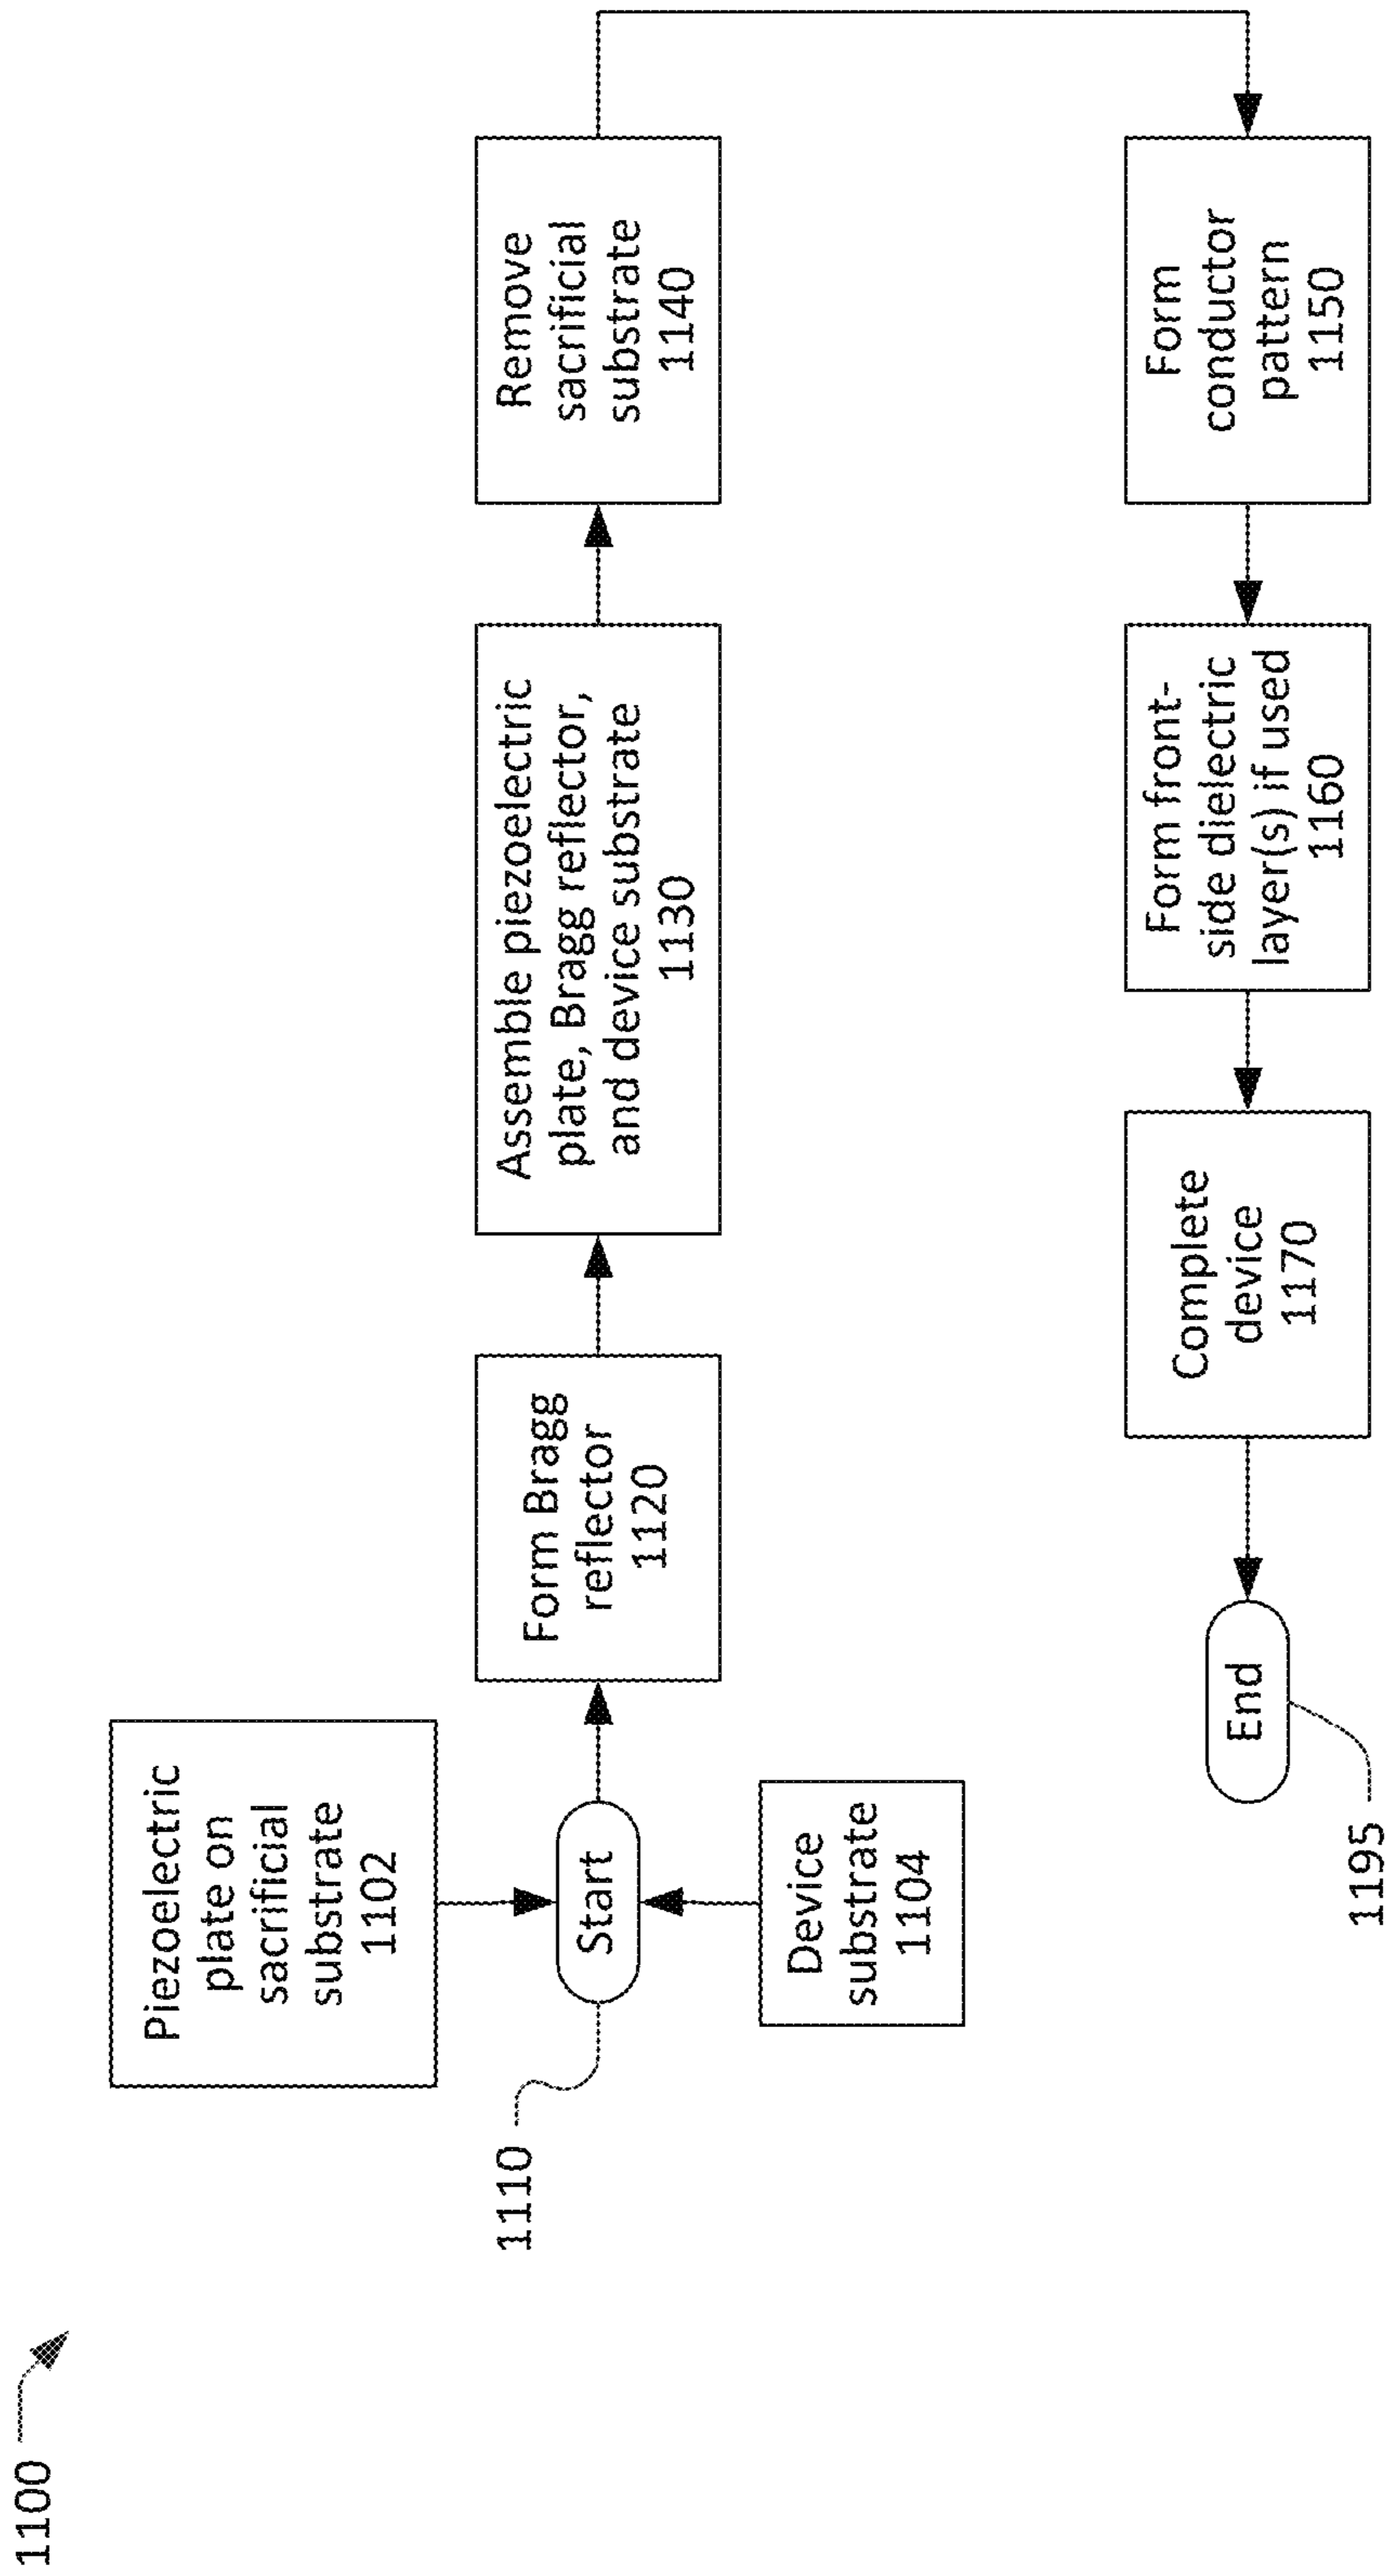 1100
Piezoelectric
plate on
sacrificial
substrate
1102
1110
Start
Device
substrate
1104
Form Bragg
reflector
1120
Assemble piezoelectric
plate, Bragg reflector,
and device substrate
1130
Remove
sacrificial
substrate
1140
Form
conductor
pattern
1150
Form front-
side dielectric
layer(s) if used
1160
Complete
device
1170
End
1195